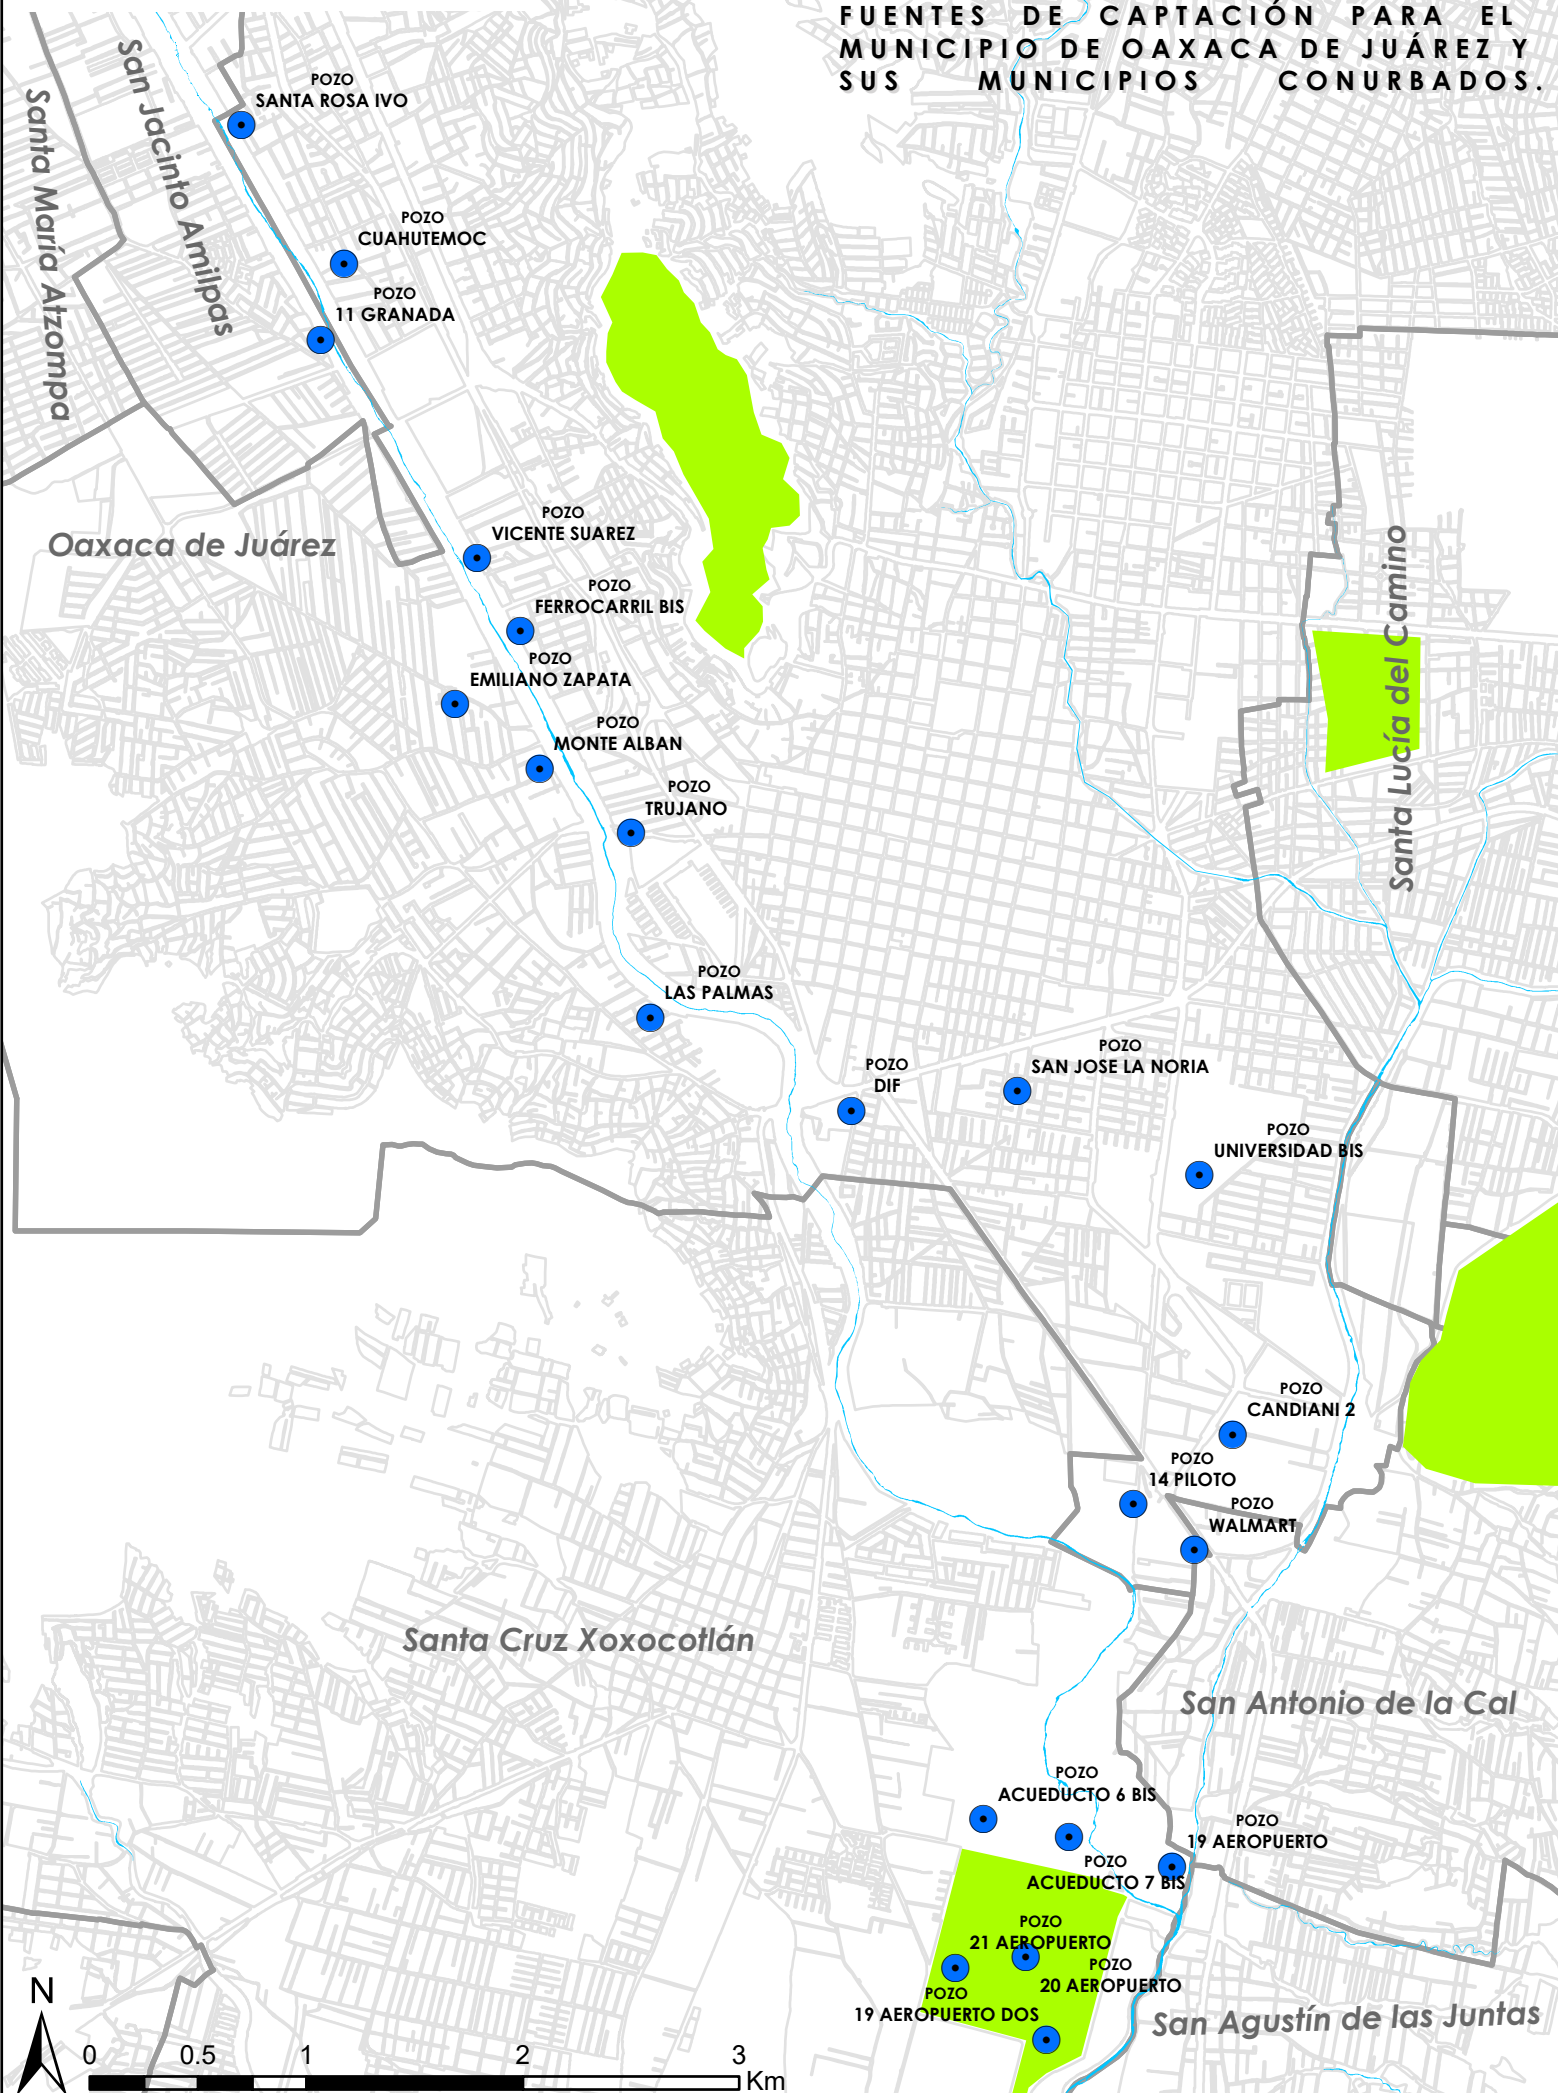 FUENTES DE CAPTACIÓN PARA EL
MUNICIPIO DE OAXACA DE JUÁREZ Y
SUS MUNICIPIOS CONURBADOS.
POZO
SANTA ROSA IVO
San Jacinto Amilpas
Santa María Atzompa
POZO
CUAHUTEMOC
POZO
11 GRANADA
Oaxaca de Juárez
POZO
VICENTE SUAREZ
POZO
FERROCARRIL BIS
POZO
EMILIANO ZAPATA
POZO
MONTE ALBAN
POZO
TRUJANO
Santa Lucía del Camino
POZO
LAS PALMAS
POZO
DIF
POZO
SAN JOSE LA NORIA
POZO
UNIVERSIDAD BIS
POZO
CANDIANI 2
POZO
14 PILOTO
POZO
WALMART
Santa Cruz Xoxocotlán
San Antonio de la Cal
POZO
ACUEDUCTO 6 BIS
POZO
19 AEROPUERTO
POZO
ACUEDUCTO 7 BIS
POZO
21 AEROPUERTO
POZO
20 AEROPUERTO
POZO
19 AEROPUERTO DOS
San Agustín de las Juntas
N
0 0.5 1 2 3
Km